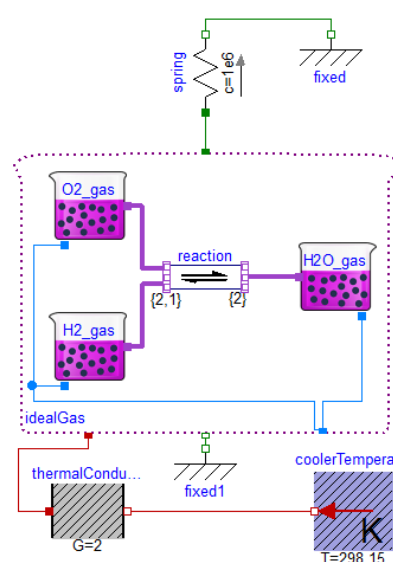 spring
c=1e6
fixed
O2_gas
reaction
H2O_gas
{2,1}
{2}
H2_gas
idealGas
thermalCondu...
fixed1
coolerTempera
G=2
K
T=298.15